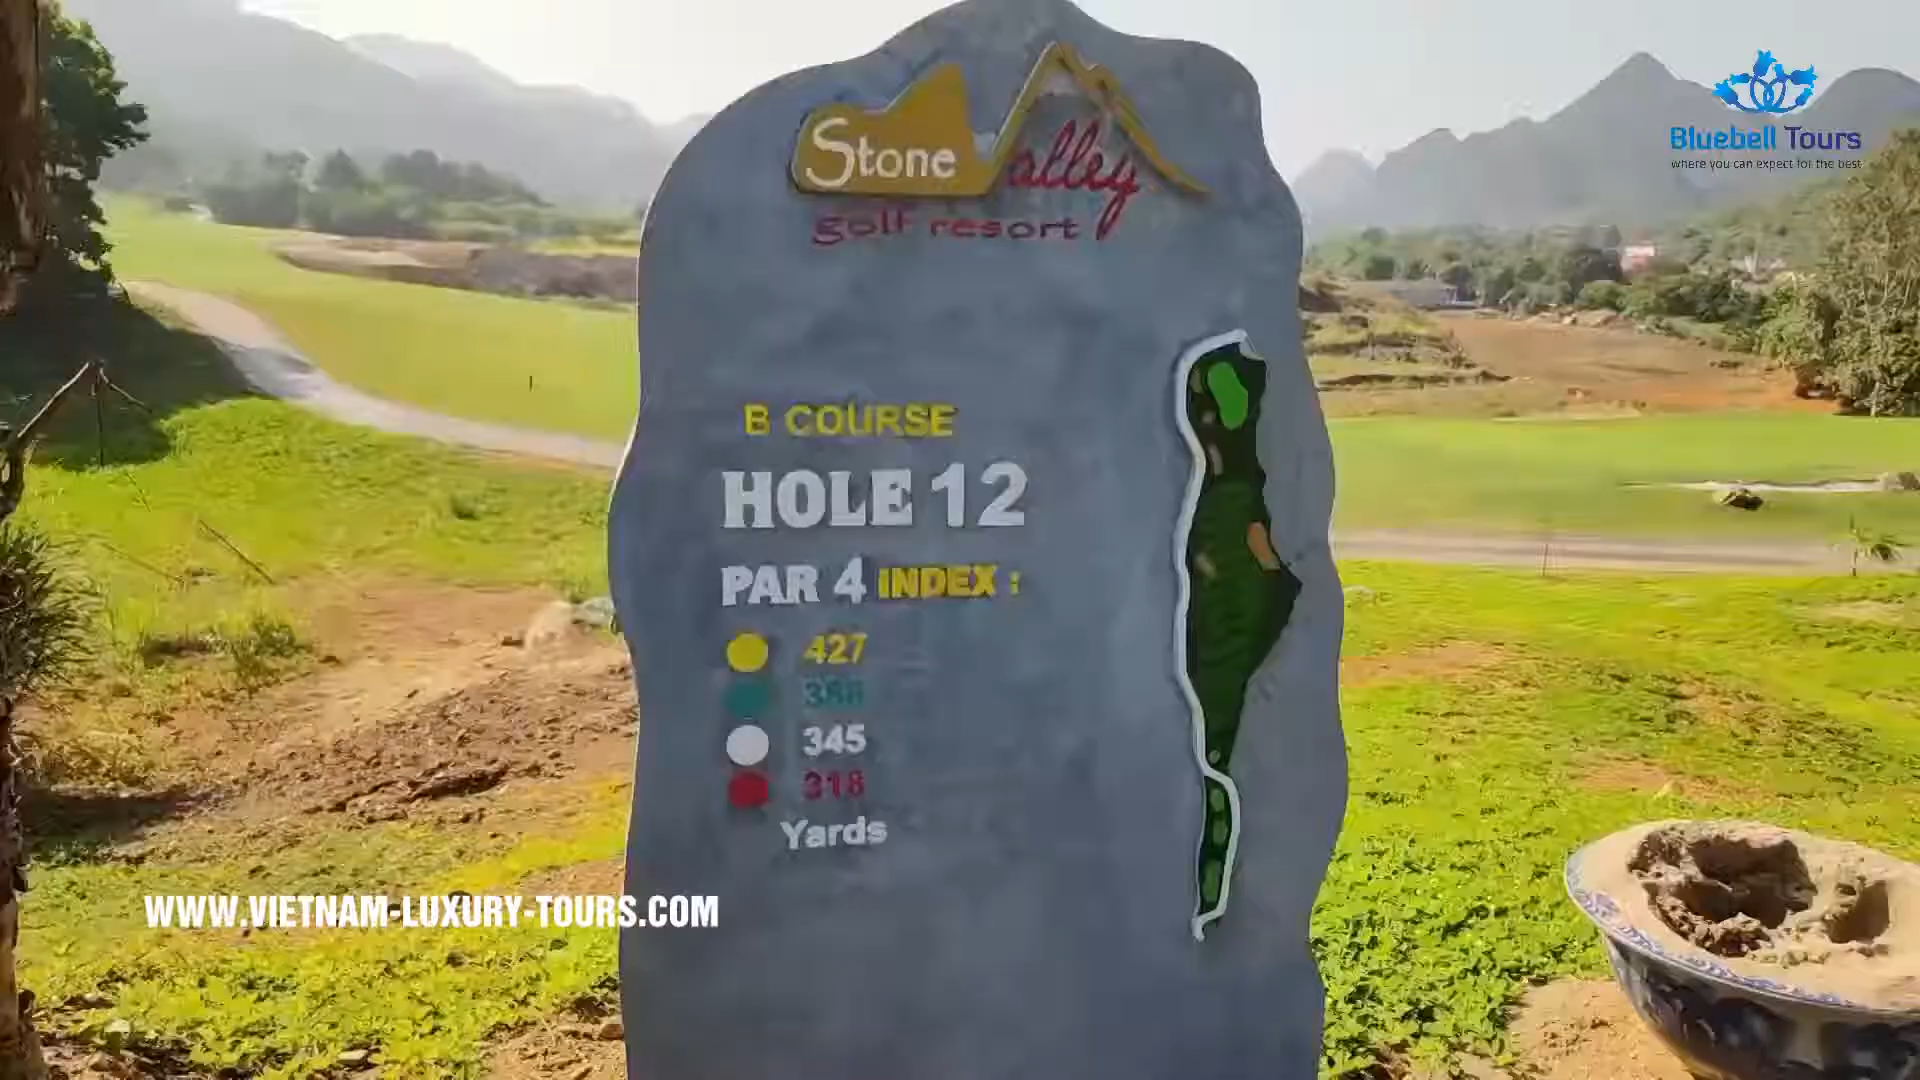 Stone Valley
golf resort
Bluebell Tours
where you can expect for the best
B COURSE
HOLE 12
PAR 4 INDEX :
427
345
318
Yards
WWW.VIETNAM-LUXURY-TOURS.COM